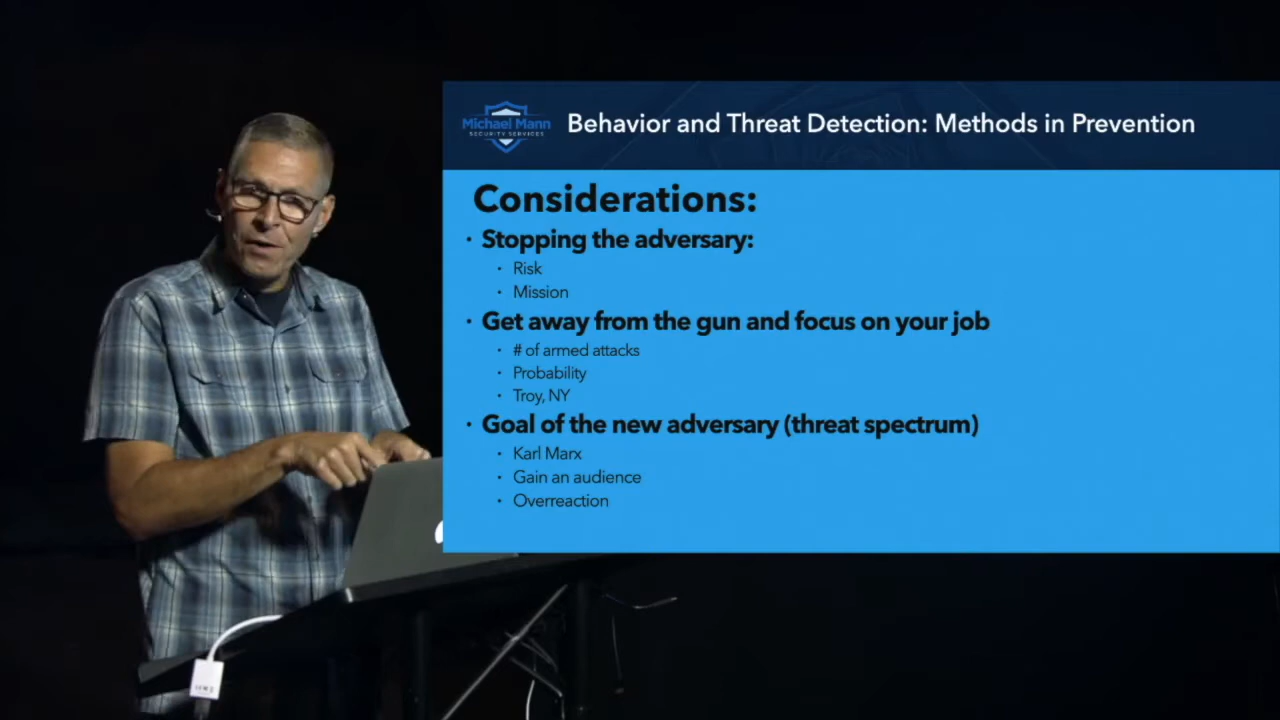 Michael Mann
SECURITY SERVICES
Behavior and Threat Detection: Methods in Prevention
Considerations:
· Stopping the adversary:
· Risk
· Mission
· Get away from the gun and focus on your job
· # of armed attacks
· Probability
· Troy, NY
· Goal of the new adversary (threat spectrum)
· Karl Marx
· Gain an audience
· Overreaction